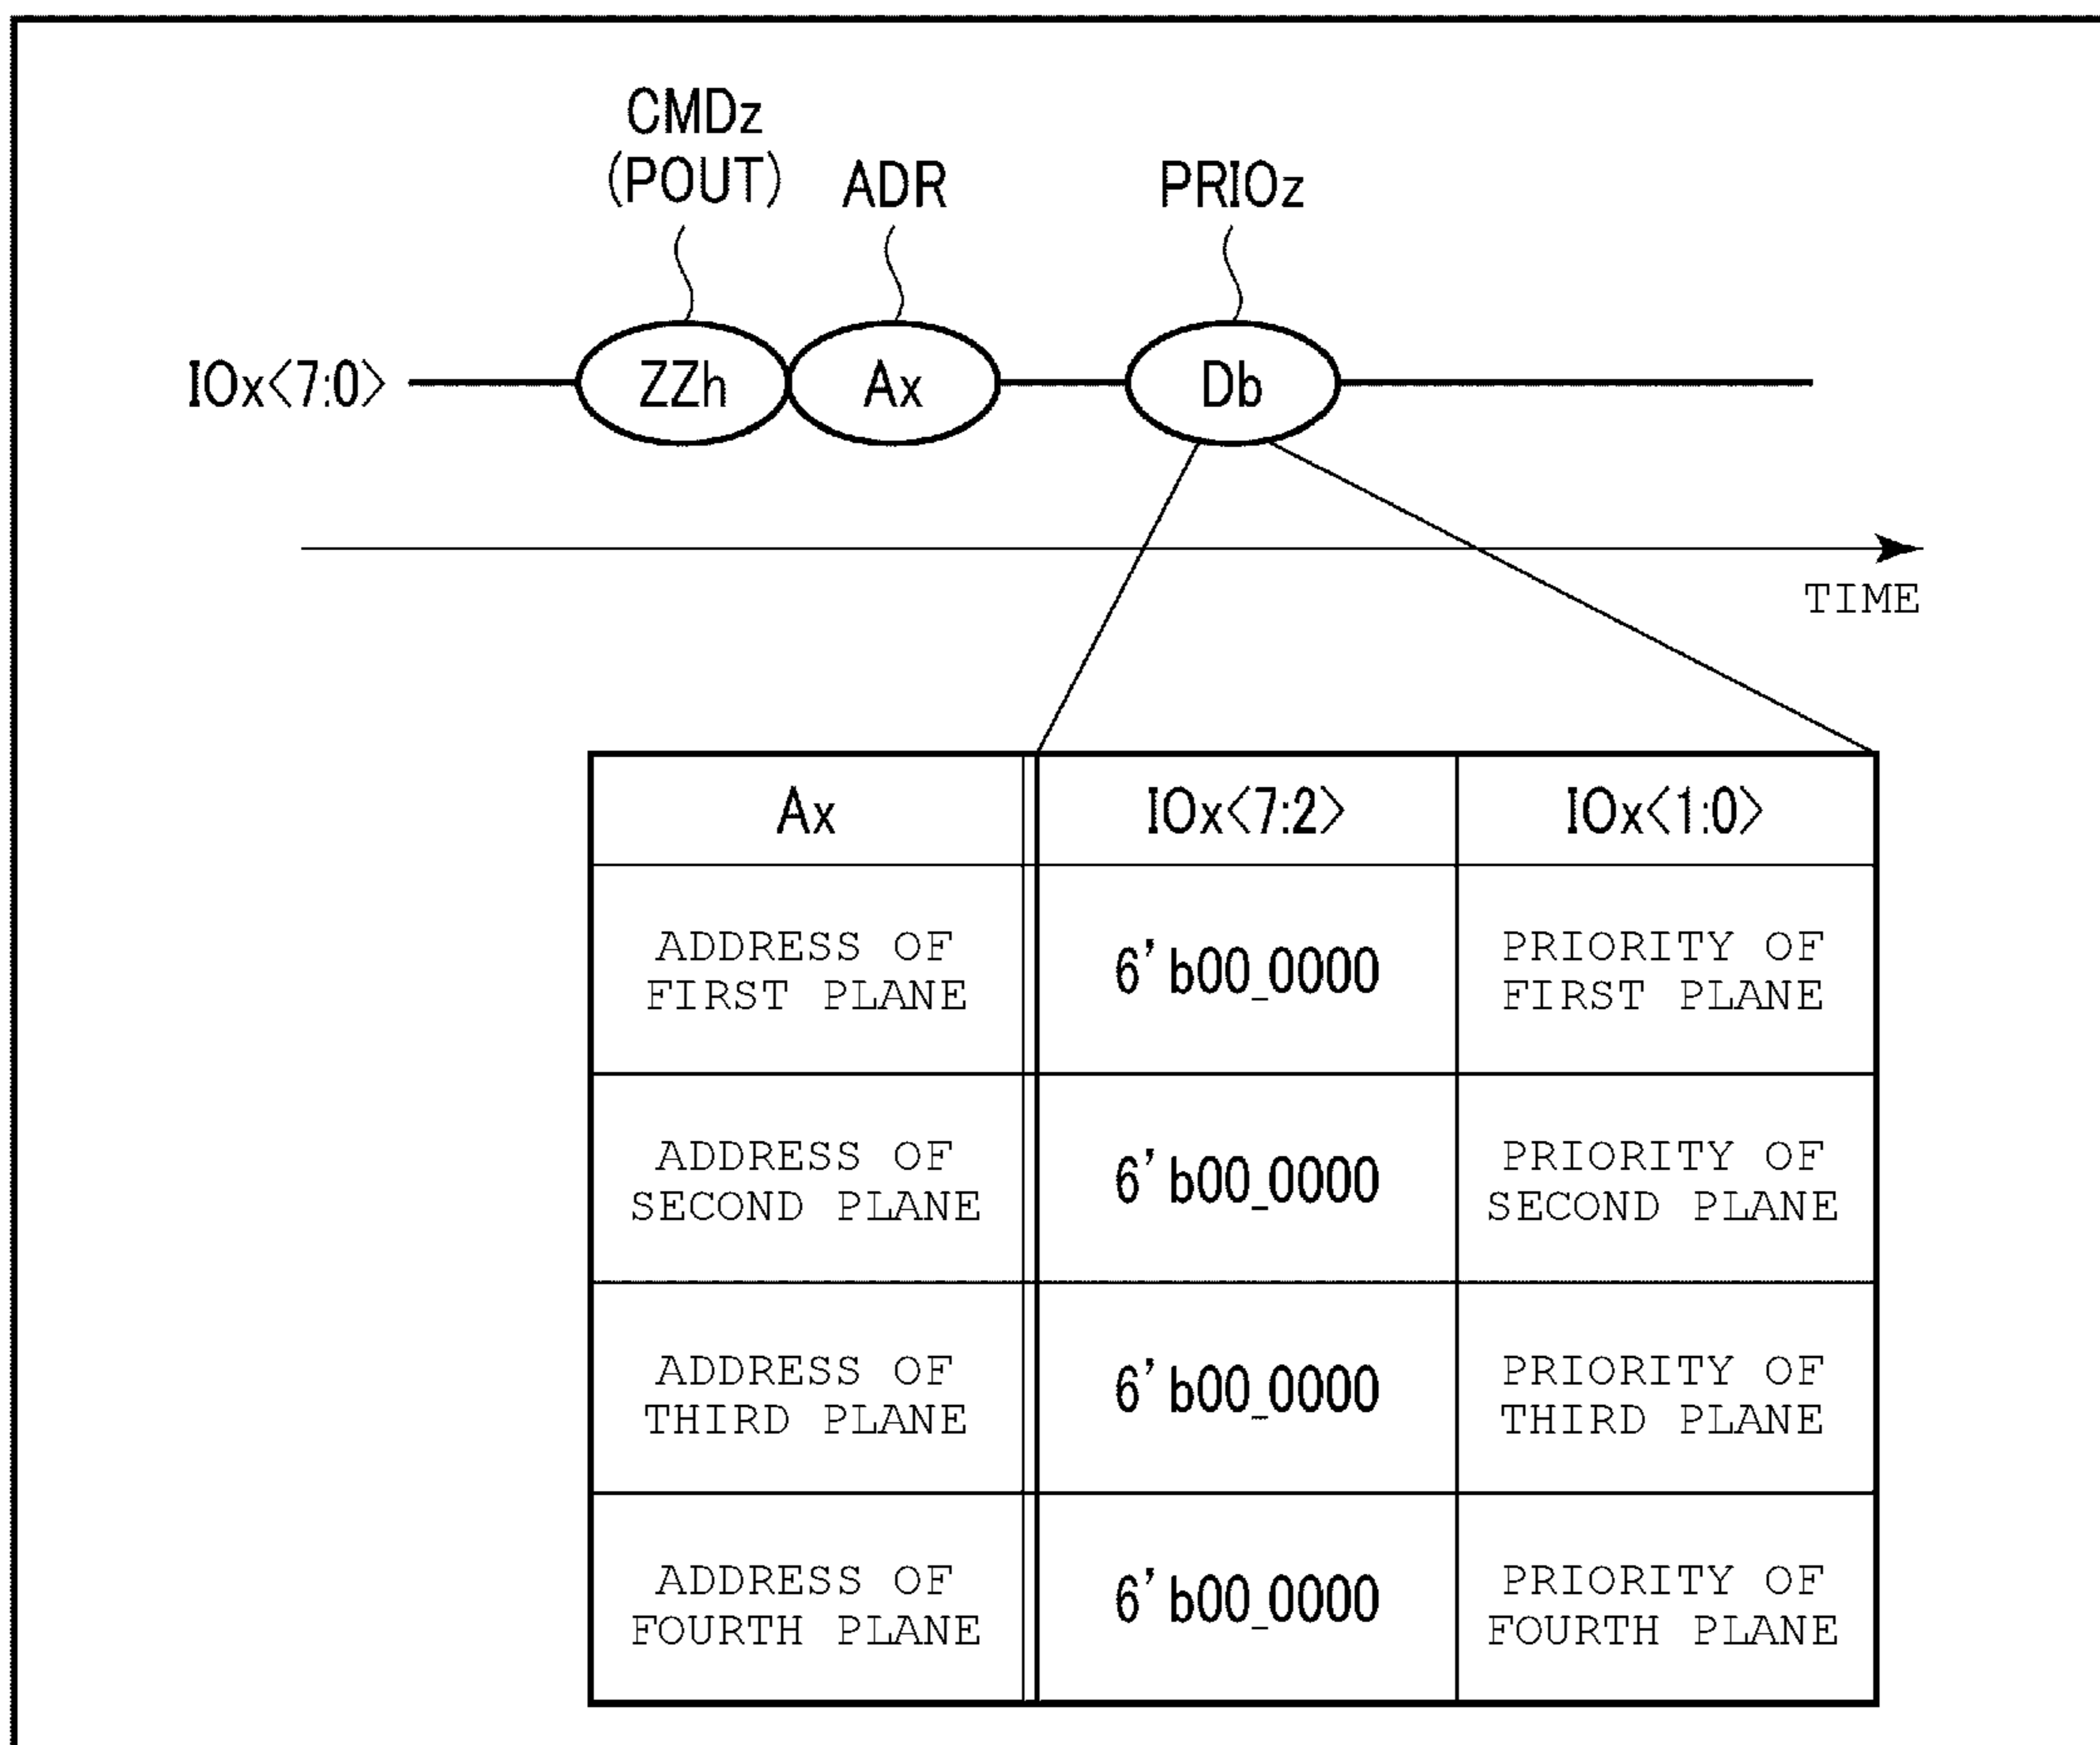 CMDz
(POUT) ADR PRIOz
IOx<7:0> ZZh Ax Db
TIME
Ax IOx<7:2> IOx<1:0>
ADDRESS OF
FIRST PLANE
6'b00_0000
PRIORITY OF
FIRST PLANE
ADDRESS OF
SECOND PLANE
6'b00_0000
PRIORITY OF
SECOND PLANE
ADDRESS OF
THIRD PLANE
6'b00_0000
PRIORITY OF
THIRD PLANE
ADDRESS OF
FOURTH PLANE
6'b00_0000
PRIORITY OF
FOURTH PLANE